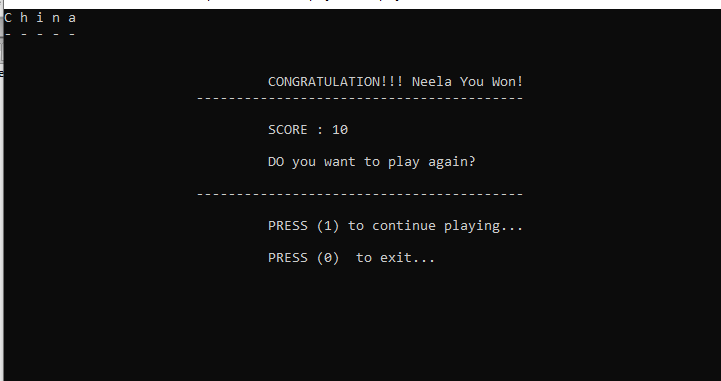 C h i n a
- - - - -
CONGRATULATION!!! Neela You Won!
-----------------------------------------
SCORE : 10
DO you want to play again?
-----------------------------------------
PRESS (1) to continue playing...
PRESS (0)  to exit...